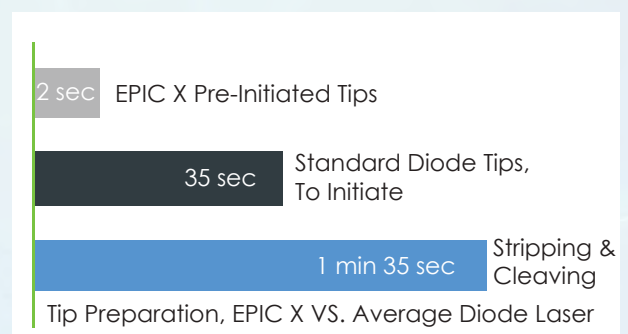 2 sec EPIC X Pre-Initiated Tips
35 sec Standard Diode Tips,
To Initiate
1 min 35 sec Stripping &
Cleaving
Tip Preparation, EPIC X VS. Average Diode Laser